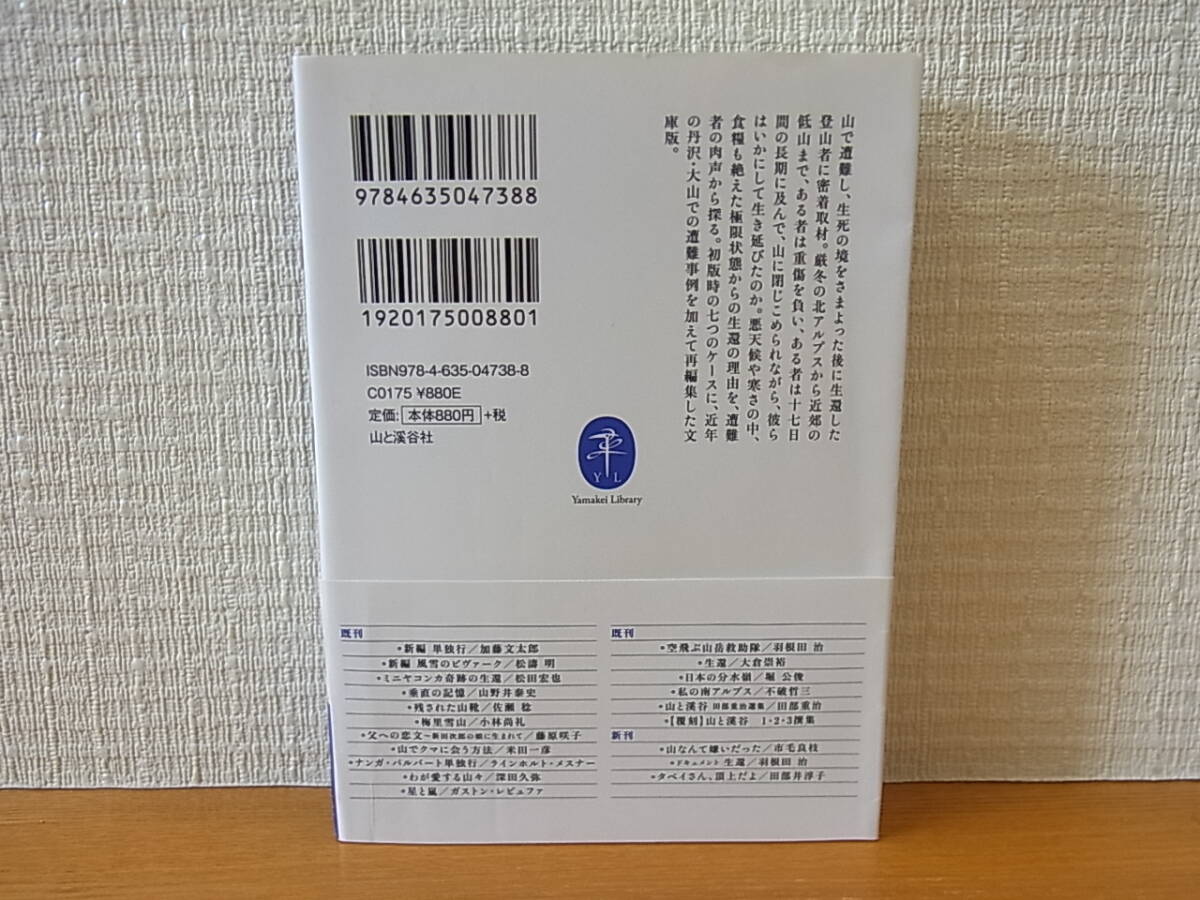 山で遭難し、生死の境をさまよった後に生還した
登山者に密着取材。厳冬の北アルプスから近郊の
低山まで、ある者は重傷を負い、ある者は十七日
間の長期に及んで、山に閉じこめられながら、彼ら
はいかにして生き延びたのか。悪天候や寒さの中、
食糧も絶えた極限状態からの生還の理由を、遭難
者の肉声から探る。初版時の七つのケースに、近年
の丹沢・大山での遭難事例を加えて再編集した文
庫版。
9784635047388
1920175008801
ISBN978-4-635-04738-8
C0175 ¥880E
定価: 本体880円 +税
山と溪谷社
Y L
Yamakei Library
既刊
●新編 単独行／加藤文太郎
●新編 風雪のビヴァーク／松濤 明
●ミニヤコンカ奇跡の生還／松田宏也
●垂直の記憶／山野井泰史
●残された山靴／佐瀬 稔
●梅里雪山／小林尚礼
●父への恋文～新田次郎の娘に生まれて／藤原咲子
●山でクマに会う方法／米田一彦
●ナンガ・パルバート単独行／ラインホルト・メスナー
●わが愛する山々／深田久弥
●星と嵐／ガストン・レビュファ
既刊
●空飛ぶ山岳救助隊／羽根田 治
●生還／大倉崇裕
●日本の分水嶺／堀 公俊
●私の南アルプス／不破哲三
●山と溪谷 田部重治選集／田部重治
●【覆刻】山と溪谷 1・2・3撰集
新刊
●山なんて嫌いだった／市毛良枝
●ドキュメント 生還／羽根田 治
●タベイさん、頂上だよ／田部井淳子